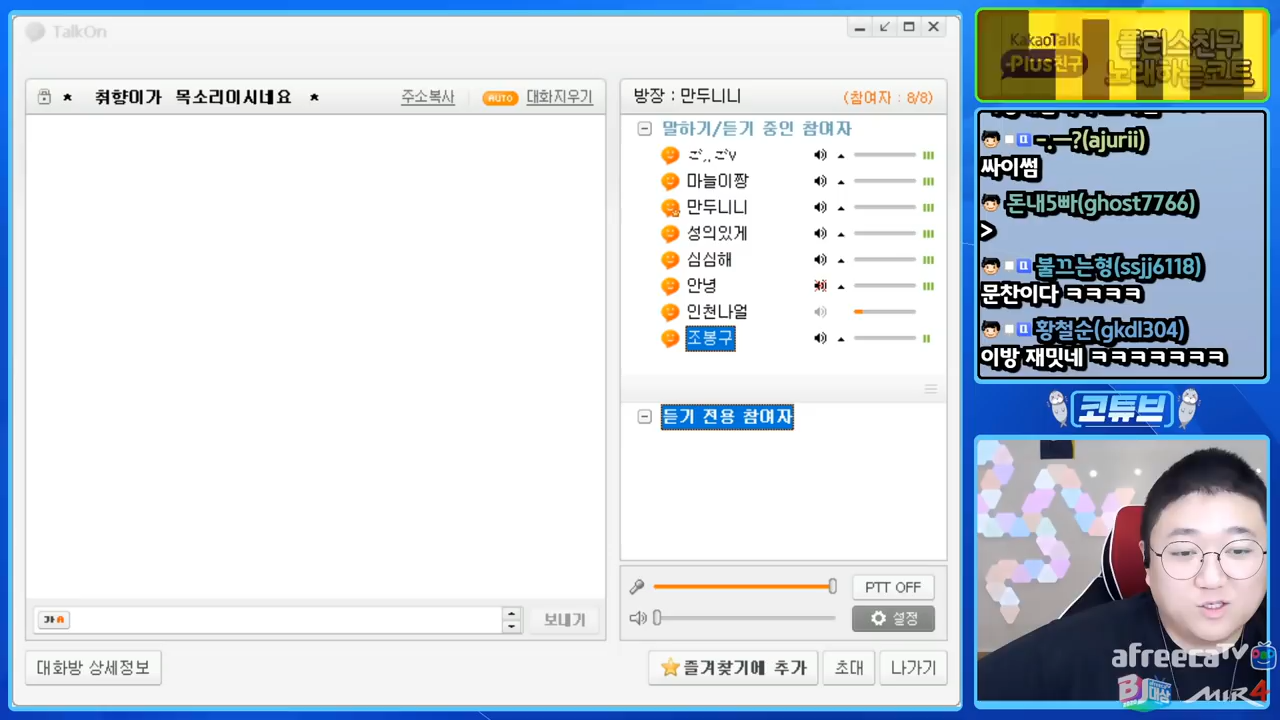 TalkOn
★ 취향이가 목소리이시네요 ★
주소복사
AUTO
대화지우기
방장 : 만두니니
(참여자 : 8/8)
말하기/듣기 중인 참여자
마늘이짱
만두니니
성의있게
심심해
안녕
인천나얼
조봉구
듣기 전용 참여자
PTT OFF
설정
가A
보내기
대화방 상세정보
즐겨찾기에 추가
초대
나가기
KakaoTalk
Plus친구
플러스친구
노래하는코트
-.ㅡ?(ajurii)
싸이썸
돈내5빠(ghost7766)
>
불끄는형(ssjj6118)
문찬이다 ㅋㅋㅋㅋ
황철순(gkdl304)
이방 재밋네 ㅋㅋㅋㅋㅋㅋㅋ
코튜브
afreecaTV
BJ대상
MIR4